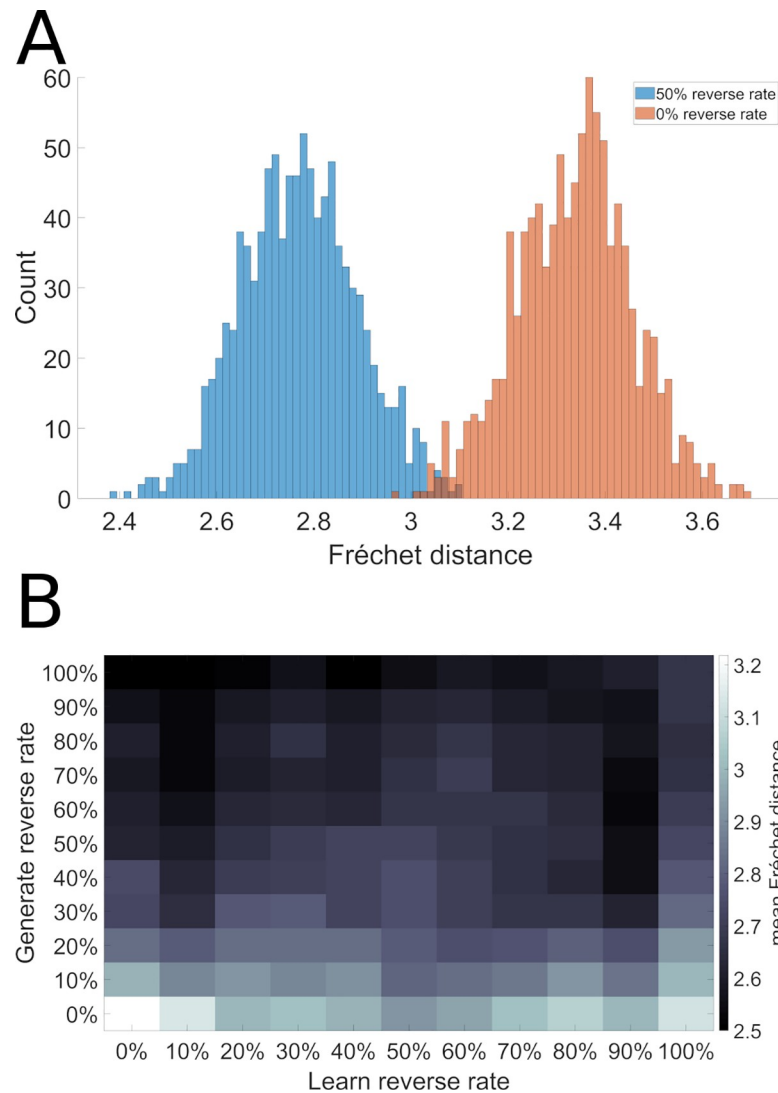 A
60
50
40
30
20
10
0
Count
50% reverse rate
0% reverse rate
2.4 2.6 2.8 3 3.2 3.4 3.6
Fréchet distance
B
100%
90%
80%
70%
60%
50%
40%
30%
20%
10%
0%
Generate reverse rate
0% 10% 20% 30% 40% 50% 60% 70% 80% 90% 100%
Learn reverse rate
3.2
3.1
3
2.9
2.8
2.7
2.6
2.5
mean Fréchet distance